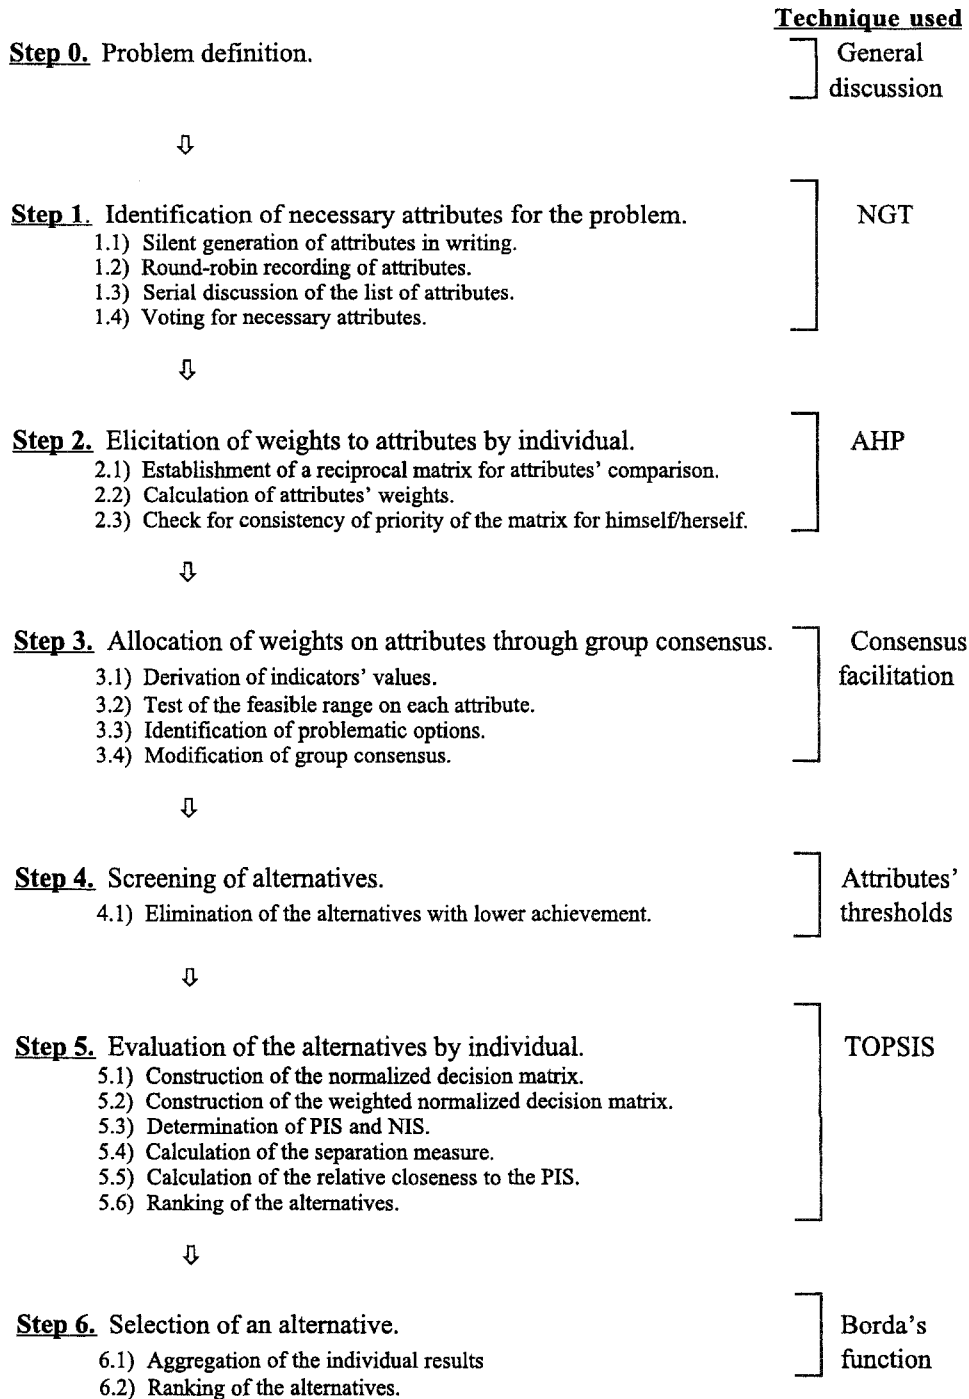 Technique used
Step 0. Problem definition.
General
discussion
⇩
Step 1. Identification of necessary attributes for the problem.
NGT
1.1) Silent generation of attributes in writing.
1.2) Round-robin recording of attributes.
1.3) Serial discussion of the list of attributes.
1.4) Voting for necessary attributes.
⇩
Step 2. Elicitation of weights to attributes by individual.
AHP
2.1) Establishment of a reciprocal matrix for attributes' comparison.
2.2) Calculation of attributes' weights.
2.3) Check for consistency of priority of the matrix for himself/herself.
⇩
Step 3. Allocation of weights on attributes through group consensus.
Consensus
facilitation
3.1) Derivation of indicators' values.
3.2) Test of the feasible range on each attribute.
3.3) Identification of problematic options.
3.4) Modification of group consensus.
⇩
Step 4. Screening of alternatives.
Attributes'
thresholds
4.1) Elimination of the alternatives with lower achievement.
⇩
Step 5. Evaluation of the alternatives by individual.
TOPSIS
5.1) Construction of the normalized decision matrix.
5.2) Construction of the weighted normalized decision matrix.
5.3) Determination of PIS and NIS.
5.4) Calculation of the separation measure.
5.5) Calculation of the relative closeness to the PIS.
5.6) Ranking of the alternatives.
⇩
Step 6. Selection of an alternative.
Borda's
function
6.1) Aggregation of the individual results
6.2) Ranking of the alternatives.